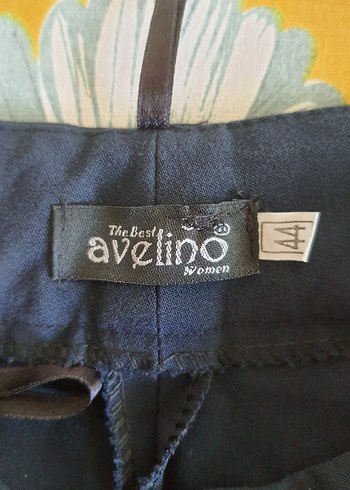 The Best
avelino
®
Women
44